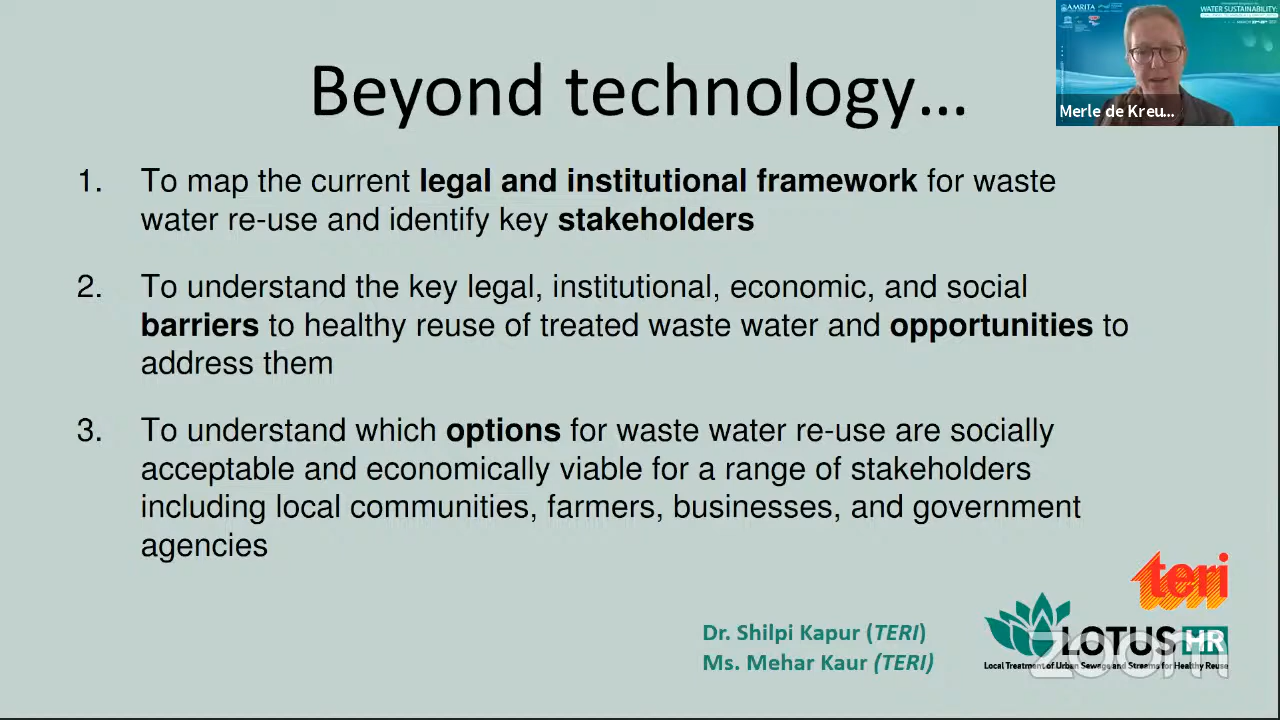 AMRITA
WATER SUSTAINABILITY:
Merle de Kreu...
Beyond technology...
1. To map the current legal and institutional framework for waste
water re-use and identify key stakeholders
2. To understand the key legal, institutional, economic, and social
barriers to healthy reuse of treated waste water and opportunities to
address them
3. To understand which options for waste water re-use are socially
acceptable and economically viable for a range of stakeholders
including local communities, farmers, businesses, and government
agencies
teri
Dr. Shilpi Kapur (TERI)
Ms. Mehar Kaur (TERI)
LOTUS HR
Local Treatment of Urban Sewage and Streams for Healthy Reuse
zoom